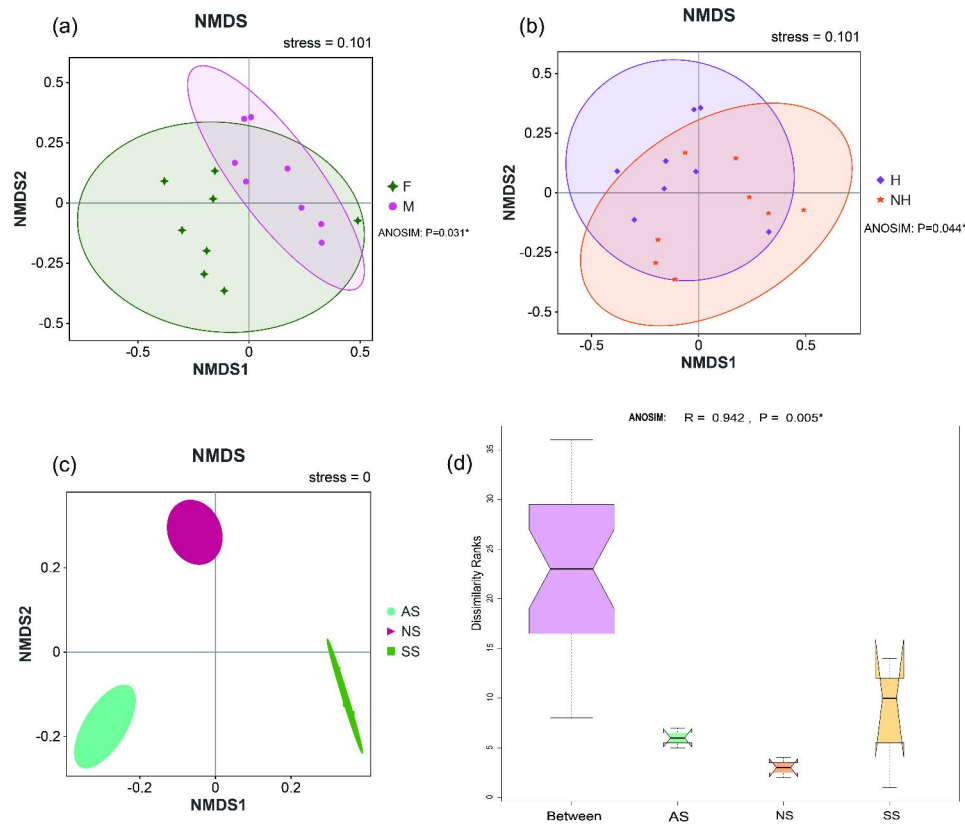 (a)
NMDS
stress = 0.101
0.5
0.25
0
-0.25
-0.5
NMDS2
-0.5
0
0.5
NMDS1
F
M
ANOSIM: P=0.031*
(b)
NMDS
stress = 0.101
0.5
0.25
0
-0.25
-0.5
NMDS2
-0.5
0
0.5
NMDS1
H
NH
ANOSIM: P=0.044*
(c)
NMDS
stress = 0
0.2
0
-0.2
NMDS2
-0.2
0
0.2
NMDS1
AS
NS
SS
(d)
ANOSIM: R = 0.942 , P = 0.005*
35
30
25
20
15
10
5
0
Dissimilarity Ranks
Between AS NS SS